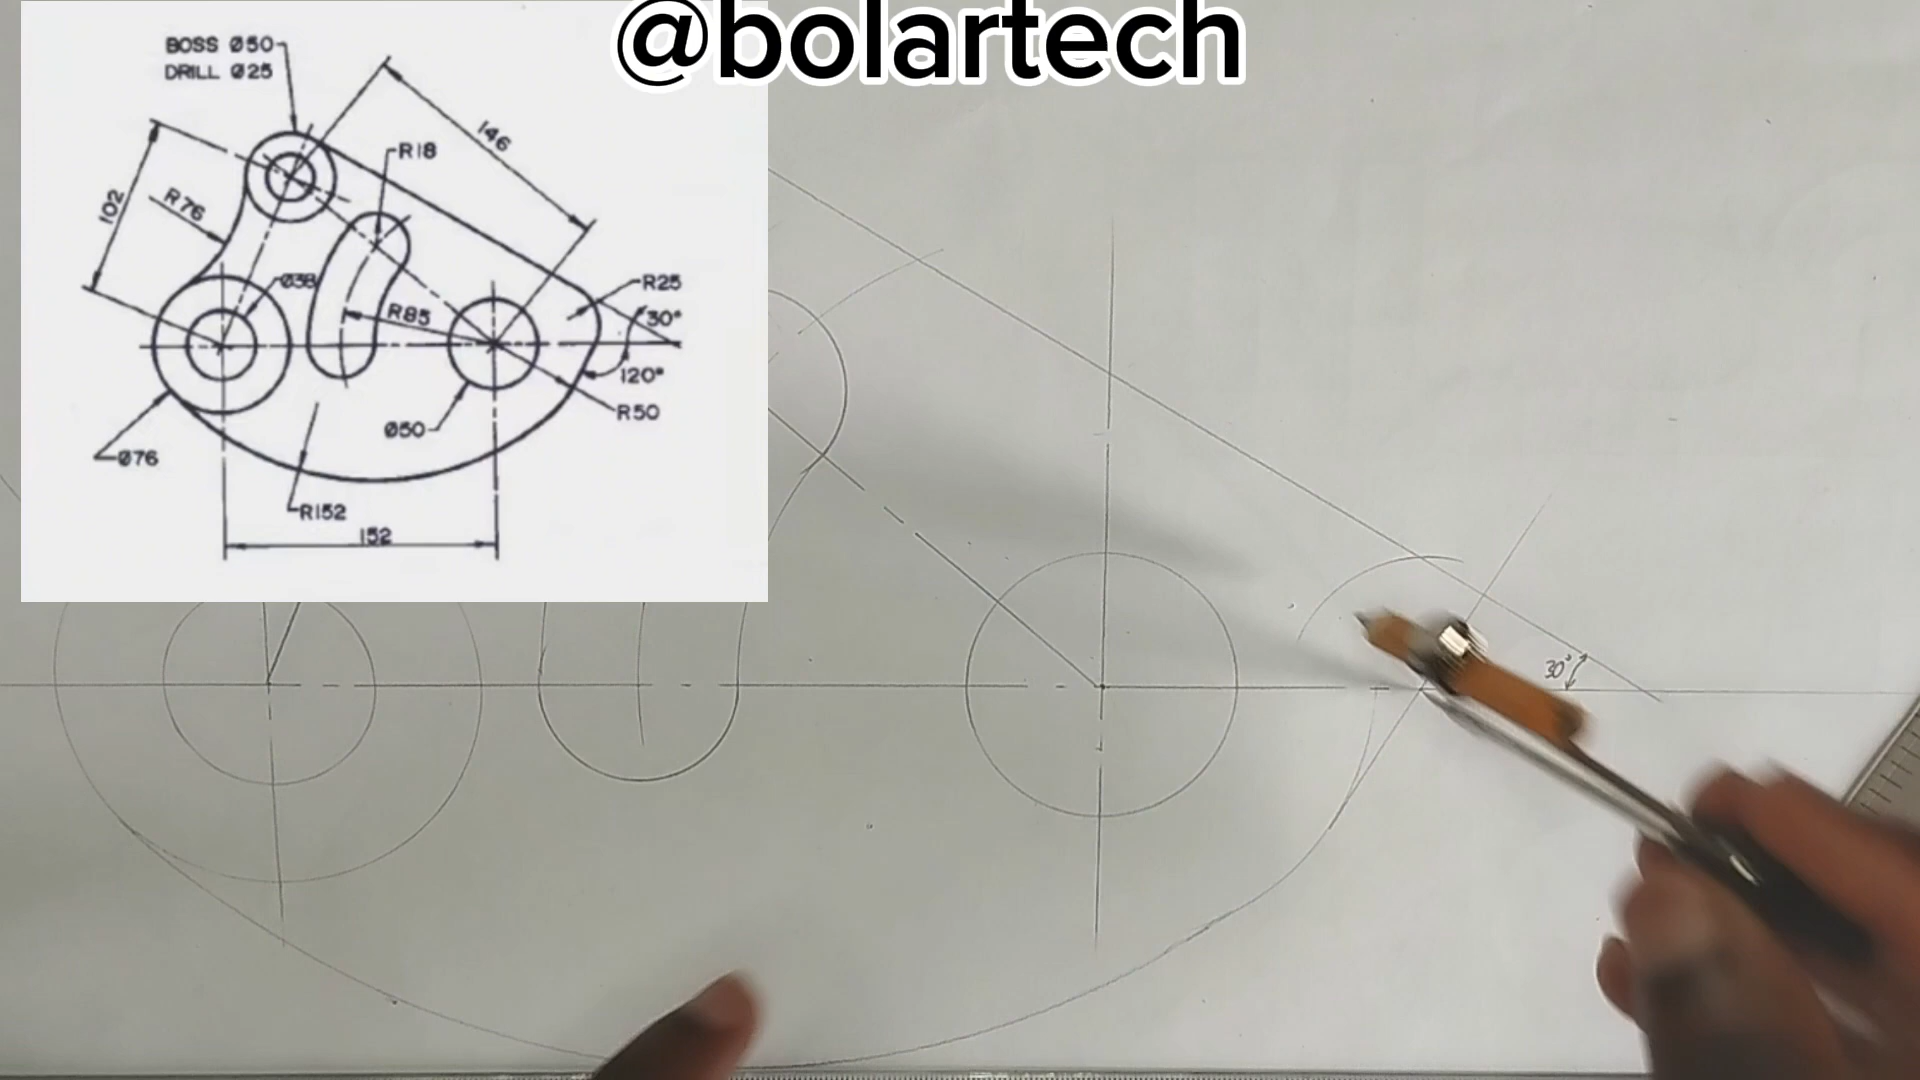 @bolartech
BOSS Ø50
DRILL Ø25
146
R18
102
R76
Ø38
R85
R25
30°
120°
R50
Ø50
Ø76
R152
152
30°